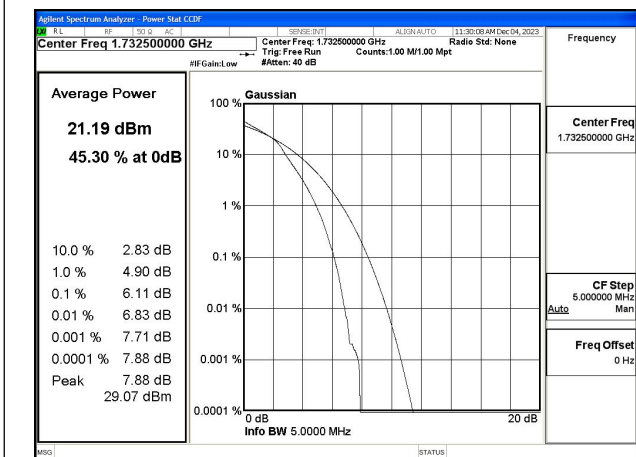 Agilent Spectrum Analyzer - Power Stat CCDF
RL RF 50 Ω AC SENSE:INT ALIGN AUTO 11:30:08 AM Dec 04, 2023
Center Freq 1.732500000 GHz
Center Freq: 1.732500000 GHz Radio Std: None
Trig: Free Run Counts:1.00 M/1.00 Mpt
#IFGain:Low #Atten: 40 dB
Frequency
Average Power
21.19 dBm
45.30 % at 0dB
10.0 % 2.83 dB
1.0 % 4.90 dB
0.1 % 6.11 dB
0.01 % 6.83 dB
0.001 % 7.71 dB
0.0001 % 7.88 dB
Peak 7.88 dB
29.07 dBm
Gaussian
100 %
10 %
1 %
0.1 %
0.01 %
0.001 %
0.0001 %
0 dB 20 dB
Info BW 5.0000 MHz
Center Freq
1.732500000 GHz
CF Step
5.000000 MHz
Auto Man
Freq Offset
0 Hz
MSG STATUS